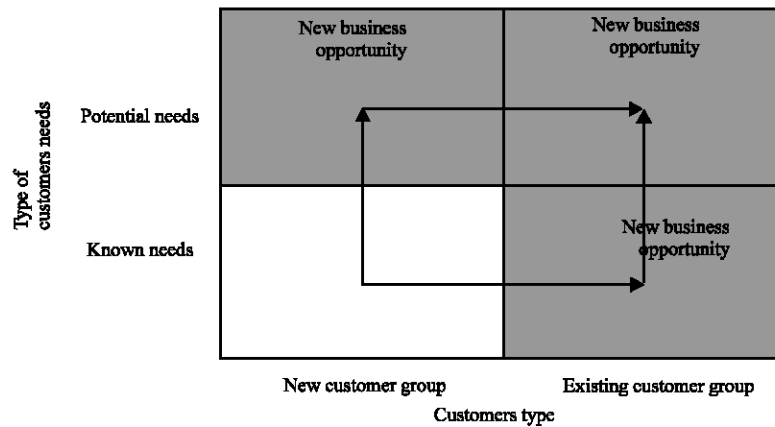 New business
opportunity
New business
opportunity
Potential needs
Type of
customers needs
New business
opportunity
Known needs
New customer group
Existing customer group
Customers type